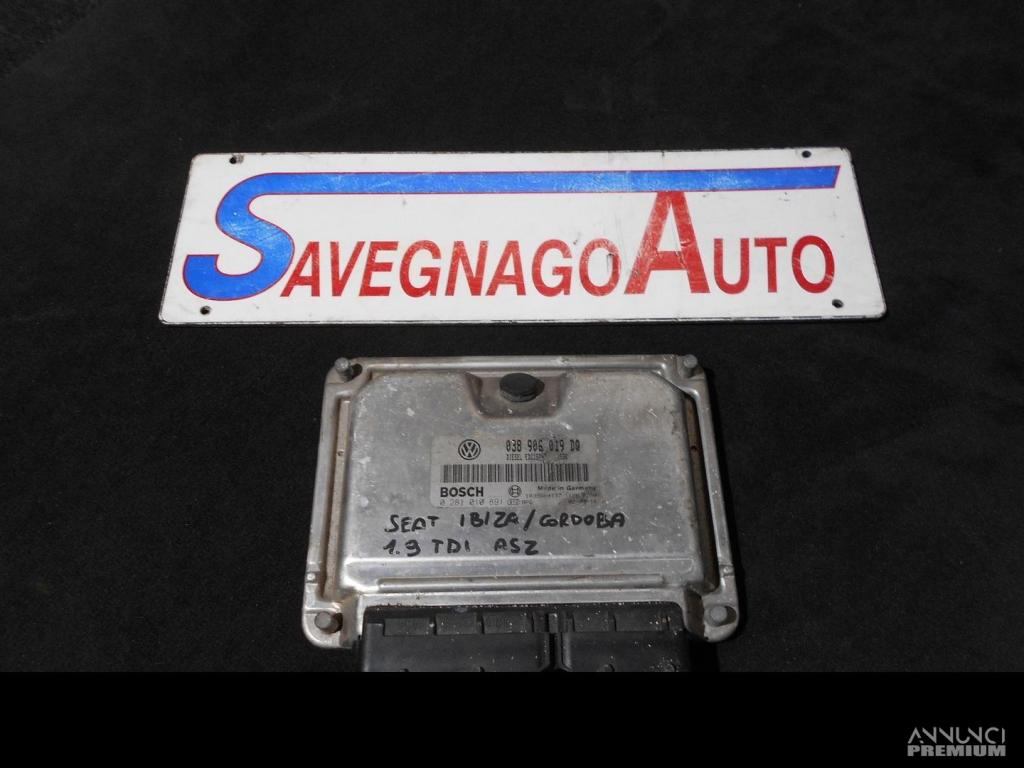 SAVEGNAGO AUTO
038 906 019 DQ
BOSCH
Made in Germany
0 281 010 891
SEAT IBIZA/CORDOBA
1.9 TDI ASZ
ANNUNCI
PREMIUM